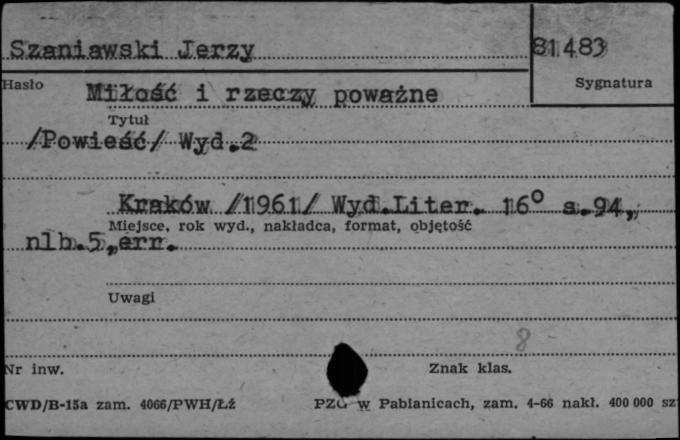 Szaniawski Jerzy 81483
Hasło Sygnatura
Miłość i rzeczy poważne
Tytuł
/Powieść/ Wyd.2
Kraków /1961/ Wyd.Liter. 16° s.94,
Miejsce, rok wyd., nakładca, format, objętość
nlb.5,err.
Uwagi
8
Nr inw. Znak klas.
CWD/B-15a zam. 4066/PWH/Łź PZG w Pabianicach, zam. 4-66 nakł. 400 000 sz